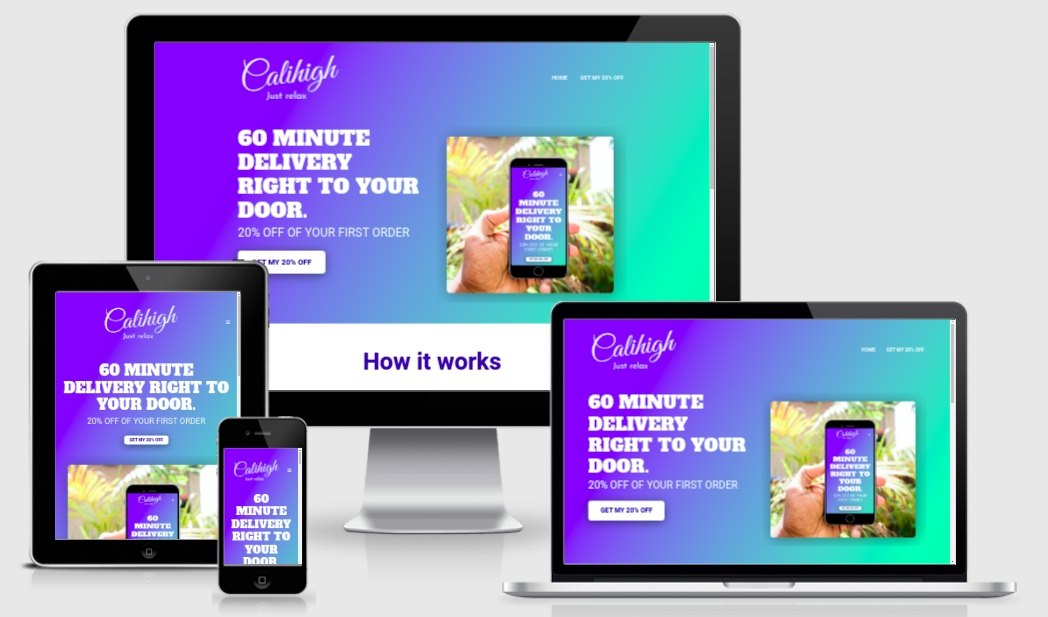 Calihigh
Just relax
HOME GET MY 20% OFF
60 MINUTE
DELIVERY
RIGHT TO YOUR
DOOR.
20% OFF OF YOUR FIRST ORDER
GET MY 20% OFF
Calihigh
60
MINUTE
DELIVERY
RIGHT TO
YOUR
DOOR.
20% OFF OF YOUR
FIRST ORDER
How it works
Calihigh
Just relax
60 MINUTE
DELIVERY RIGHT TO
YOUR DOOR.
20% OFF OF YOUR FIRST ORDER
GET MY 20% OFF
Calihigh
60
MINUTE
DELIVERY
Calihigh
Just relax
60
MINUTE
DELIVERY
RIGHT TO
YOUR
DOOR
Calihigh
Just relax
HOME GET MY 20% OFF
60 MINUTE
DELIVERY
RIGHT TO YOUR
DOOR.
20% OFF OF YOUR FIRST ORDER
GET MY 20% OFF
Calihigh
60
MINUTE
DELIVERY
RIGHT TO
YOUR
DOOR.
20% OFF OF YOUR
FIRST ORDER